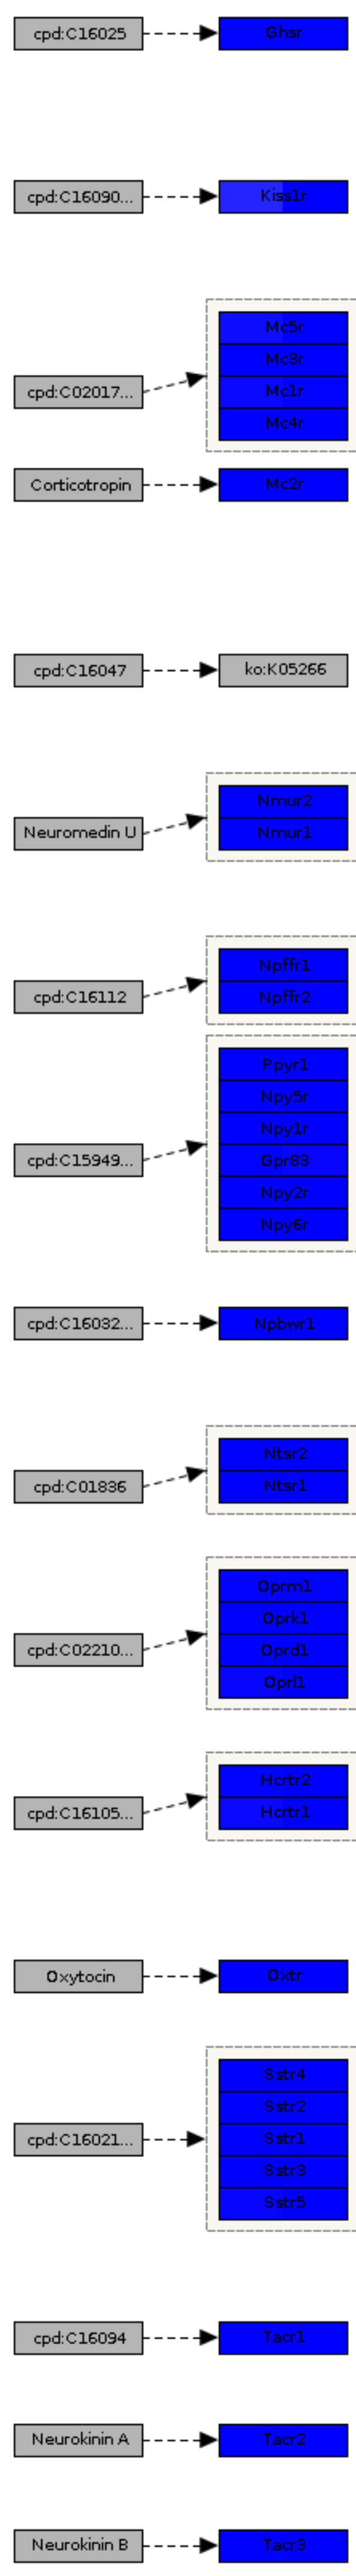 cpd:C16025
Ghsr
cpd:C16090...
Kiss1r
Mc5r
Mc3r
cpd:C02017...
Mc1r
Mc4r
Corticotropin
Mc2r
cpd:C16047
ko:K05266
Neuromedin U
Nmur2
Nmur1
cpd:C16112
Npffr1
Npffr2
Ppyr1
Npy5r
Npy1r
cpd:C15949...
Gpr83
Npy2r
Npy6r
cpd:C16032...
Npbwr1
cpd:C01836
Ntsr2
Ntsr1
Oprm1
Oprk1
cpd:C02210...
Oprd1
Oprl1
cpd:C16105...
Hcrtr2
Hcrtr1
Oxytocin
Oxtr
Sstr4
Sstr2
cpd:C16021...
Sstr1
Sstr3
Sstr5
cpd:C16094
Tacr1
Neurokinin A
Tacr2
Neurokinin B
Tacr3